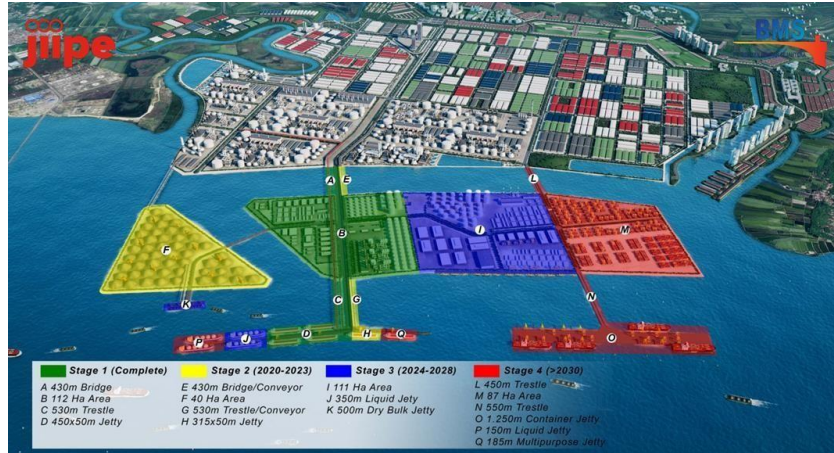 jiipe
BMS
A
E
L
F
B
I
M
C
G
N
K
P
J
D
H
Q
O
Stage 1 (Complete)
A 430m Bridge
B 112 Ha Area
C 530m Trestle
D 450x50m Jetty
Stage 2 (2020-2023)
E 430m Bridge/Conveyor
F 40 Ha Area
G 530m Trestle/Conveyor
H 315x50m Jetty
Stage 3 (2024-2028)
I 111 Ha Area
J 350m Liquid Jety
K 500m Dry Bulk Jetty
Stage 4 (>2030)
L 450m Trestle
M 87 Ha Area
N 550m Trestle
O 1.250m Container Jetty
P 150m Liquid Jetty
Q 185m Multipurpose Jetty